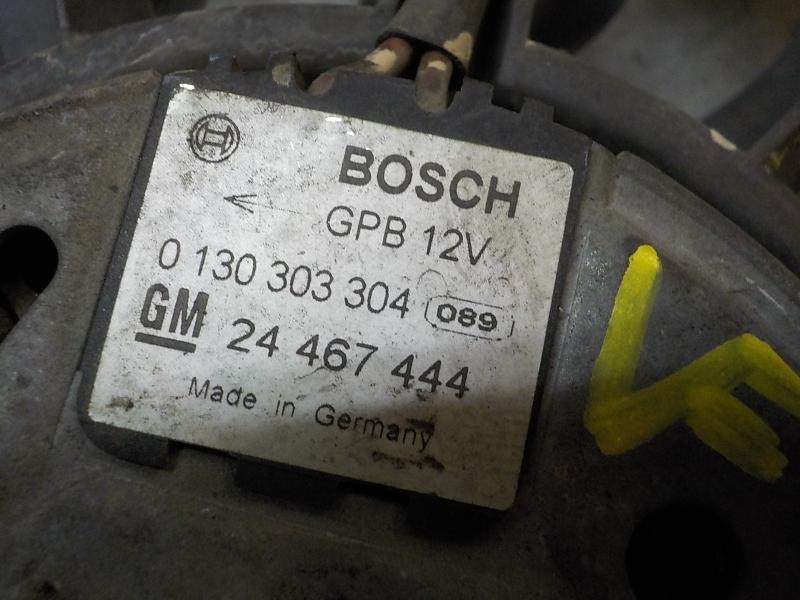 BOSCH
GPB 12V
0 130 303 304 089
GM 24 467 444
Made in Germany